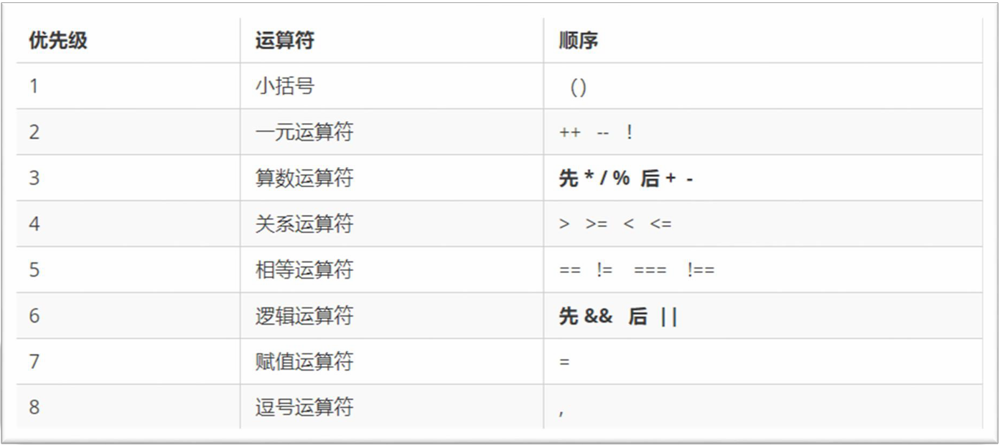 优先级 运算符 顺序
1 小括号 ()
2 一元运算符 ++ -- !
3 算数运算符 先 * / % 后 + -
4 关系运算符 > >= < <=
5 相等运算符 == != === !==
6 逻辑运算符 先 && 后 ||
7 赋值运算符 =
8 逗号运算符 ,